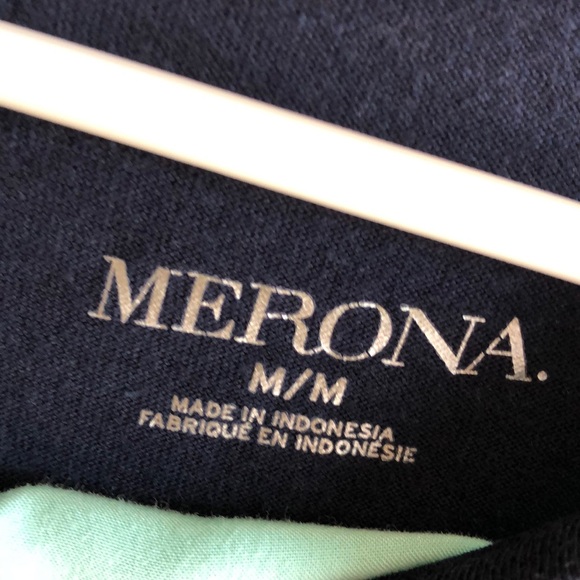 MERONA.
M/M
MADE IN INDONESIA
FABRIQUÉ EN INDONÉSIE